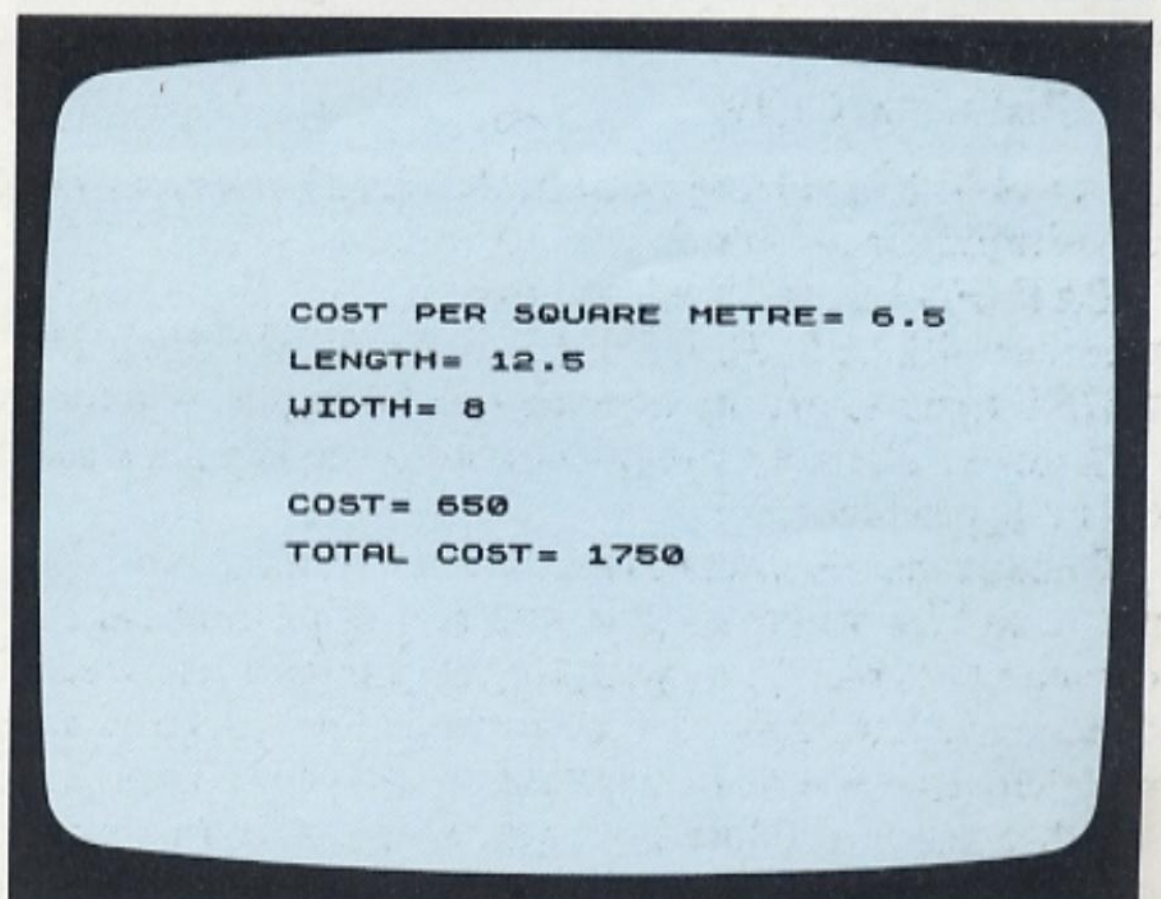 COST PER SQUARE METRE= 6.5
LENGTH= 12.5
WIDTH= 8
COST= 650
TOTAL COST= 1750